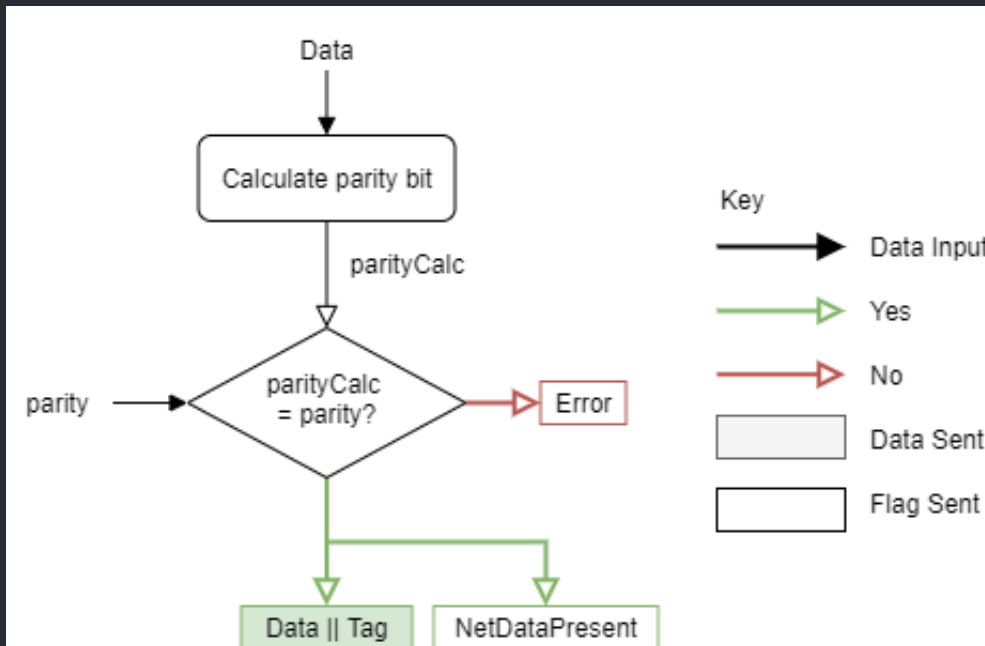 Data
Calculate parity bit
parityCalc
parityCalc
= parity?
parity
Error
Data || Tag
NetDataPresent
Key
Data Input
Yes
No
Data Sent
Flag Sent